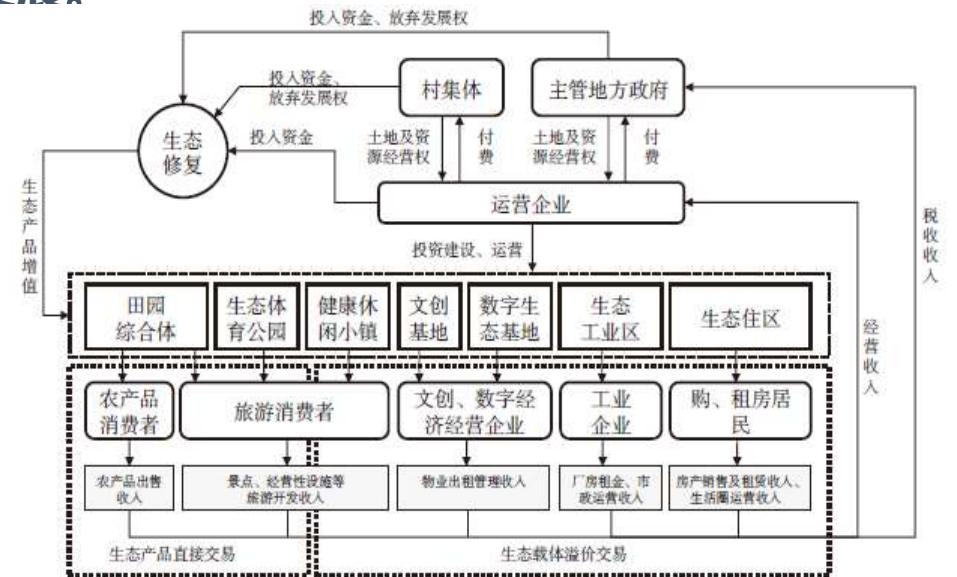 投入资金、放弃发展权
投入资金、
放弃发展权
村集体
主管地方政府
生态
修复
投入资金
土地及资
源经营权
付
费
土地及资
源经营权
付
费
运营企业
生态产品增值
投资建设、运营
税收收入
经营收入
田园
综合体
生态体
育公园
健康休
闲小镇
文创
基地
数字生
态基地
生态
工业区
生态住区
农产品
消费者
旅游消费者
文创、数字经
济经营企业
工业
企业
购、租房居
民
农产品出售
收入
景点、经营性设施等
旅游开发收入
物业出租管理收入
厂房租金、市
政运营收入
房产销售及租赁收入、
生活圈运营收入
生态产品直接交易
生态载体溢价交易